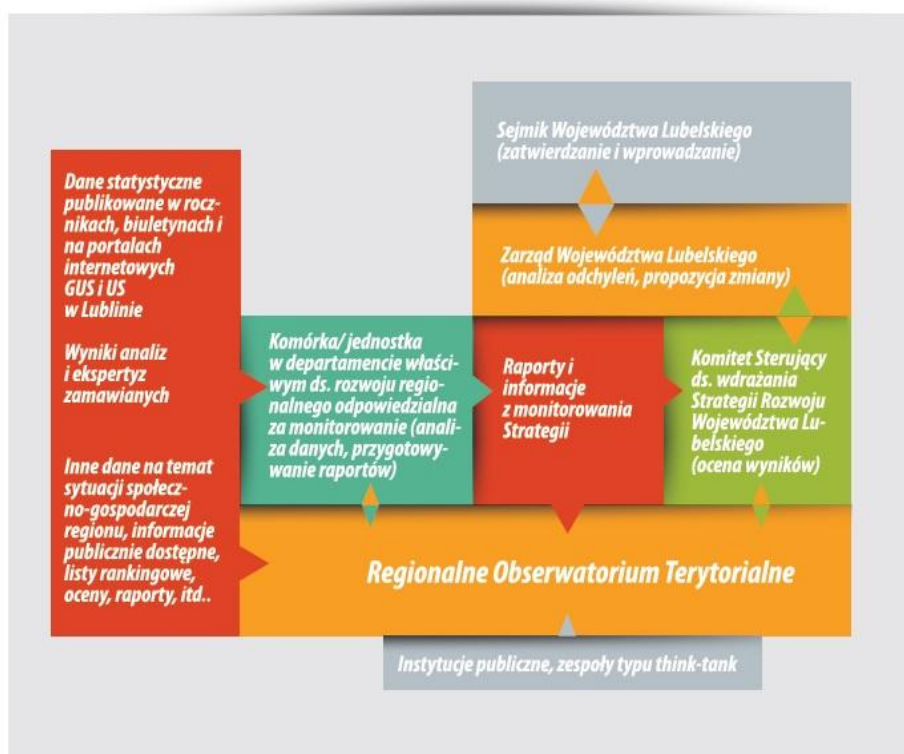 Sejmik Województwa Lubelskiego
(zatwierdzanie i wprowadzanie)
Zarząd Województwa Lubelskiego
(analiza odchyleń, propozycja zmiany)
Dane statystyczne
publikowane w rocz-
nikach, biuletynach i
na portalach
internetowych
GUS i US
w Lublinie
Wyniki analiz
i ekspertyz
zamawianych
Inne dane na temat
sytuacji społecz-
no-gospodarczej
regionu, informacje
publicznie dostępne,
listy rankingowe,
oceny, raporty, itd..
Komórka/jednostka
w departamencie właści-
wym ds. rozwoju regio-
nalnego odpowiedzialna
za monitorowanie (anali-
za danych, przygotowy-
wanie raportów)
Raporty i
informacje
z monitorowania
Strategii
Komitet Sterujący
ds. wdrażania
Strategii Rozwoju
Województwa Lu-
belskiego
(ocena wyników)
Regionalne Obserwatorium Terytorialne
Instytucje publiczne, zespoły typu think-tank